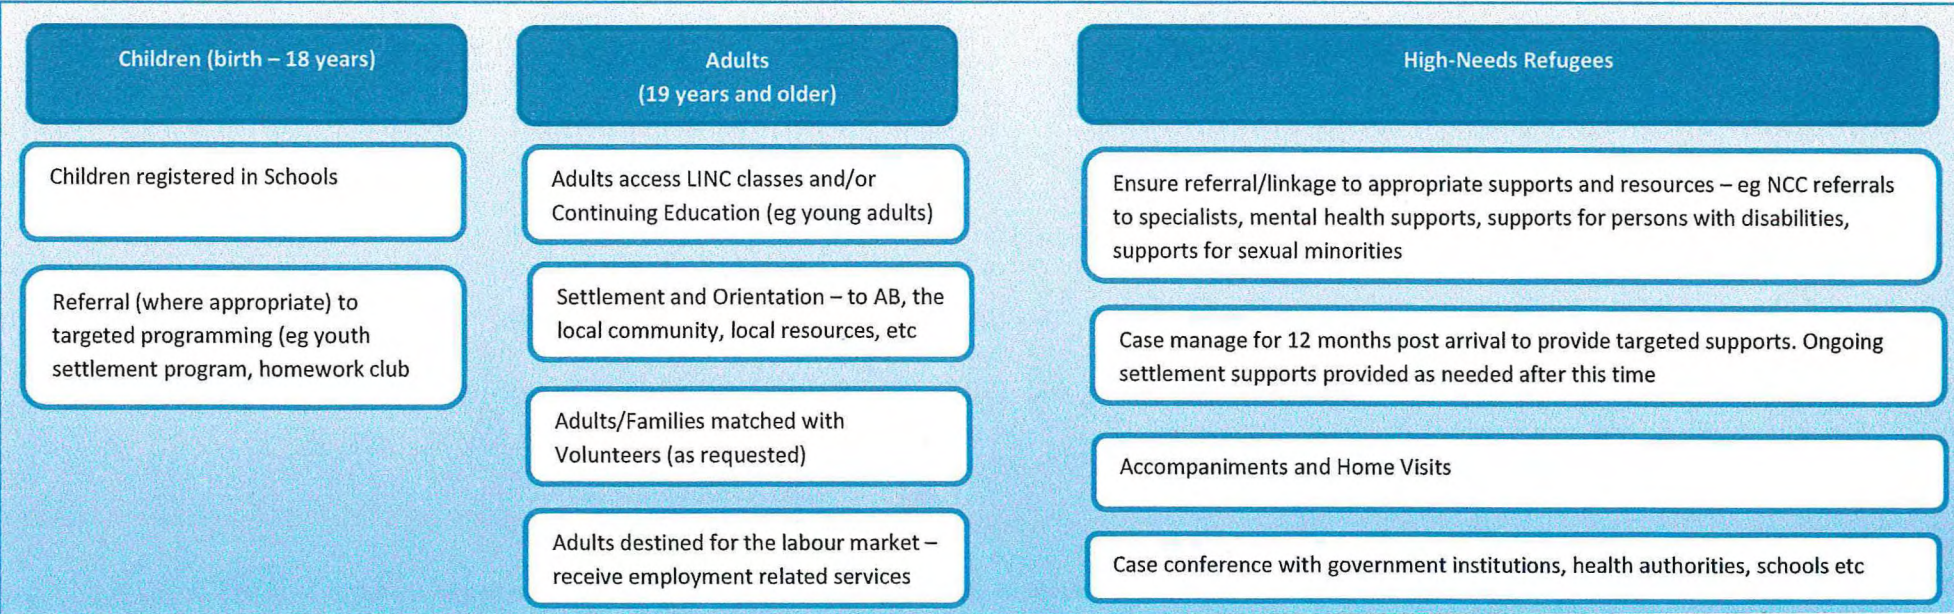 Children (birth – 18 years)
Children registered in Schools
Referral (where appropriate) to
targeted programming (eg youth
settlement program, homework club
Adults
(19 years and older)
Adults access LINC classes and/or
Continuing Education (eg young adults)
Settlement and Orientation – to AB, the
local community, local resources, etc
Adults/Families matched with
Volunteers (as requested)
Adults destined for the labour market –
receive employment related services
High-Needs Refugees
Ensure referral/linkage to appropriate supports and resources – eg NCC referrals
to specialists, mental health supports, supports for persons with disabilities,
supports for sexual minorities
Case manage for 12 months post arrival to provide targeted supports. Ongoing
settlement supports provided as needed after this time
Accompaniments and Home Visits
Case conference with government institutions, health authorities, schools etc